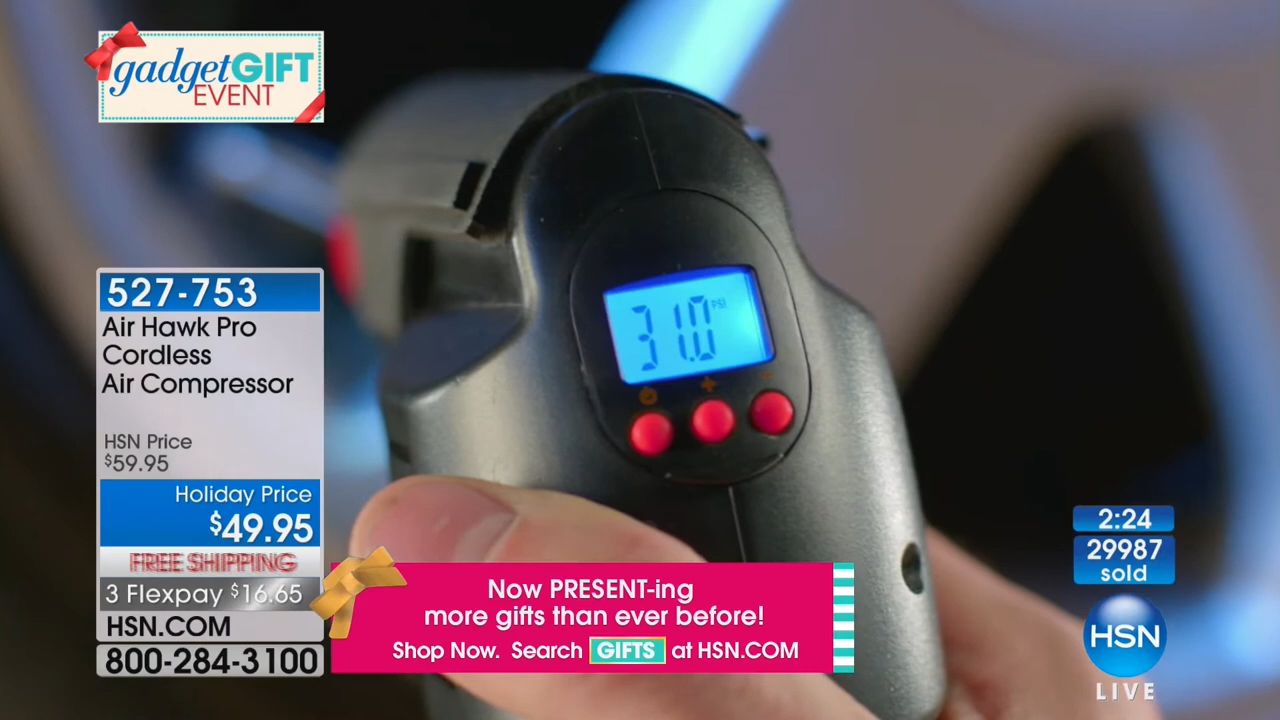 gadgetGIFT
EVENT
527-753
Air Hawk Pro
Cordless
Air Compressor
HSN Price
$59.95
Holiday Price
$49.95
FREE SHIPPING
3 Flexpay $16.65
HSN.COM
800-284-3100
31.0 PSI
+
-
Now PRESENT-ing
more gifts than ever before!
Shop Now. Search GIFTS at HSN.COM
2:24
29987
sold
HSN
LIVE